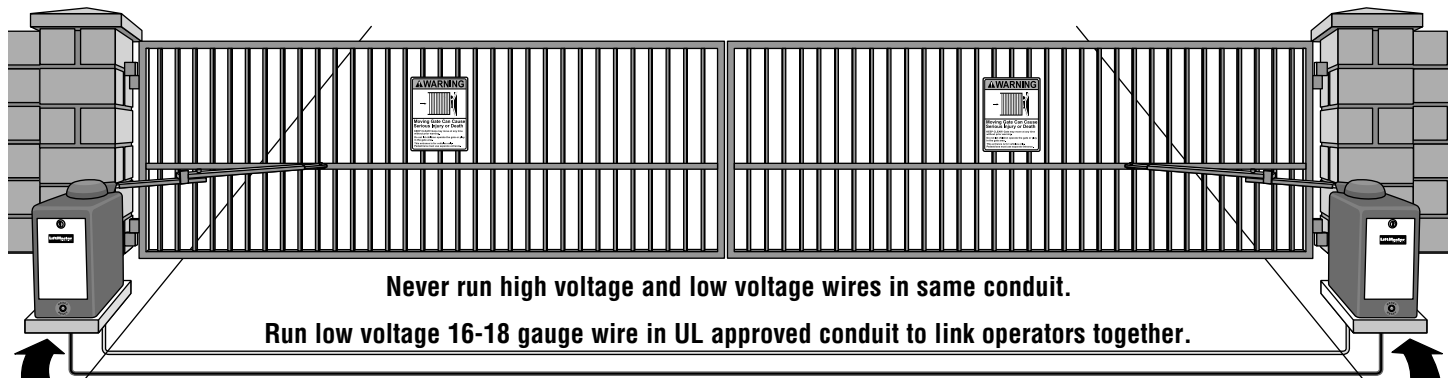 WARNING
Moving Gate Can Cause
Serious Injury or Death
WARNING
Moving Gate Can Cause
Serious Injury or Death
LiftMaster
LiftMaster
Never run high voltage and low voltage wires in same conduit.
Run low voltage 16-18 gauge wire in UL approved conduit to link operators together.